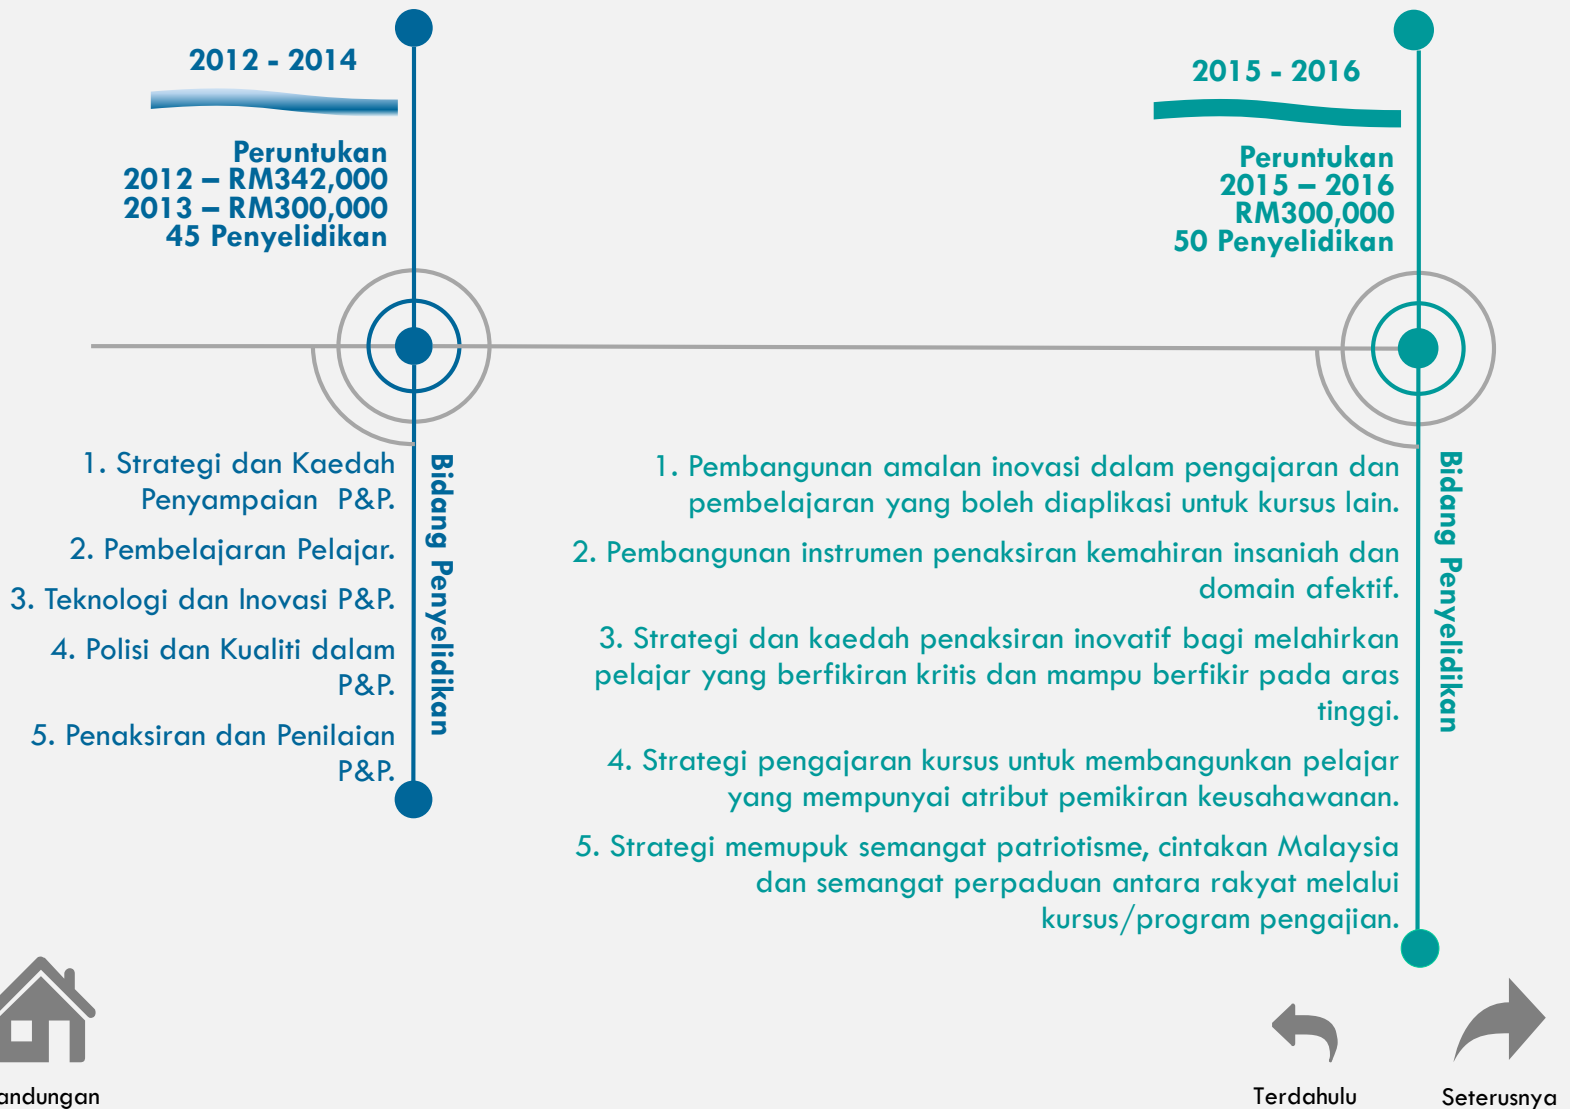 2012 - 2014
Peruntukan
2012 – RM342,000
2013 – RM300,000
45 Penyelidikan
Bidang Penyelidikan
1. Strategi dan Kaedah
Penyampaian P&P.
2. Pembelajaran Pelajar.
3. Teknologi dan Inovasi P&P.
4. Polisi dan Kualiti dalam
P&P.
5. Penaksiran dan Penilaian
P&P.
2015 - 2016
Peruntukan
2015 – 2016
RM300,000
50 Penyelidikan
Bidang Penyelidikan
1. Pembangunan amalan inovasi dalam pengajaran dan
pembelajaran yang boleh diaplikasi untuk kursus lain.
2. Pembangunan instrumen penaksiran kemahiran insaniah dan
domain afektif.
3. Strategi dan kaedah penaksiran inovatif bagi melahirkan
pelajar yang berfikiran kritis dan mampu berfikir pada aras
tinggi.
4. Strategi pengajaran kursus untuk membangunkan pelajar
yang mempunyai atribut pemikiran keusahawanan.
5. Strategi memupuk semangat patriotisme, cintakan Malaysia
dan semangat perpaduan antara rakyat melalui
kursus/program pengajian.
andungan
Terdahulu
Seterusnya